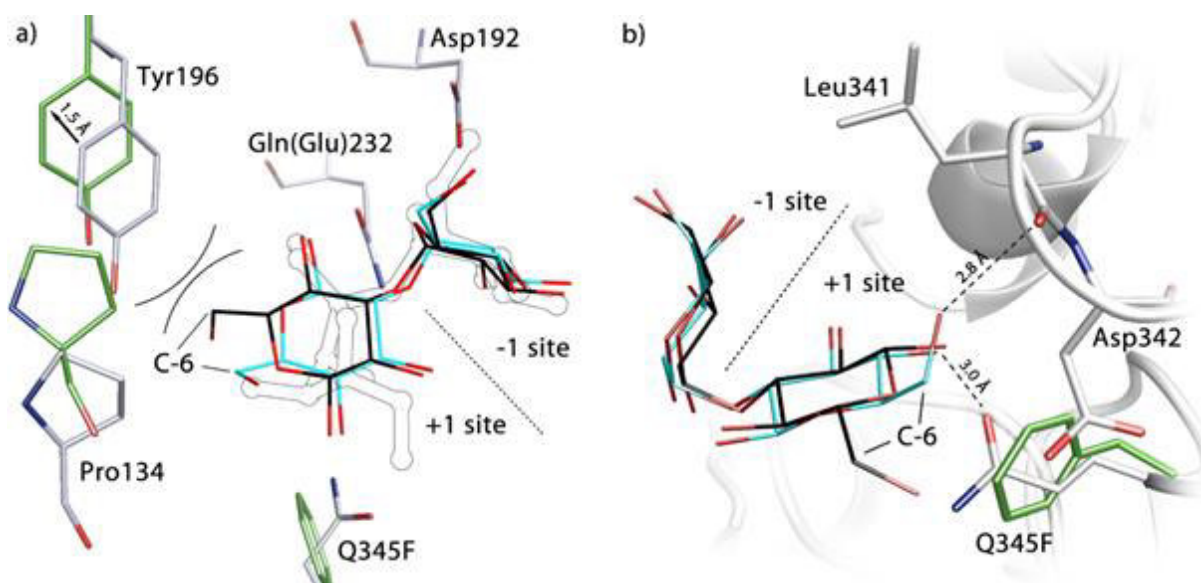 a)
Tyr196
1.5 Å
Asp192
Gln(Glu)232
C-6
-1 site
+1 site
Pro134
Q345F
b)
Leu341
-1 site
+1 site
2.8 Å
3.0 Å
Asp342
C-6
Q345F